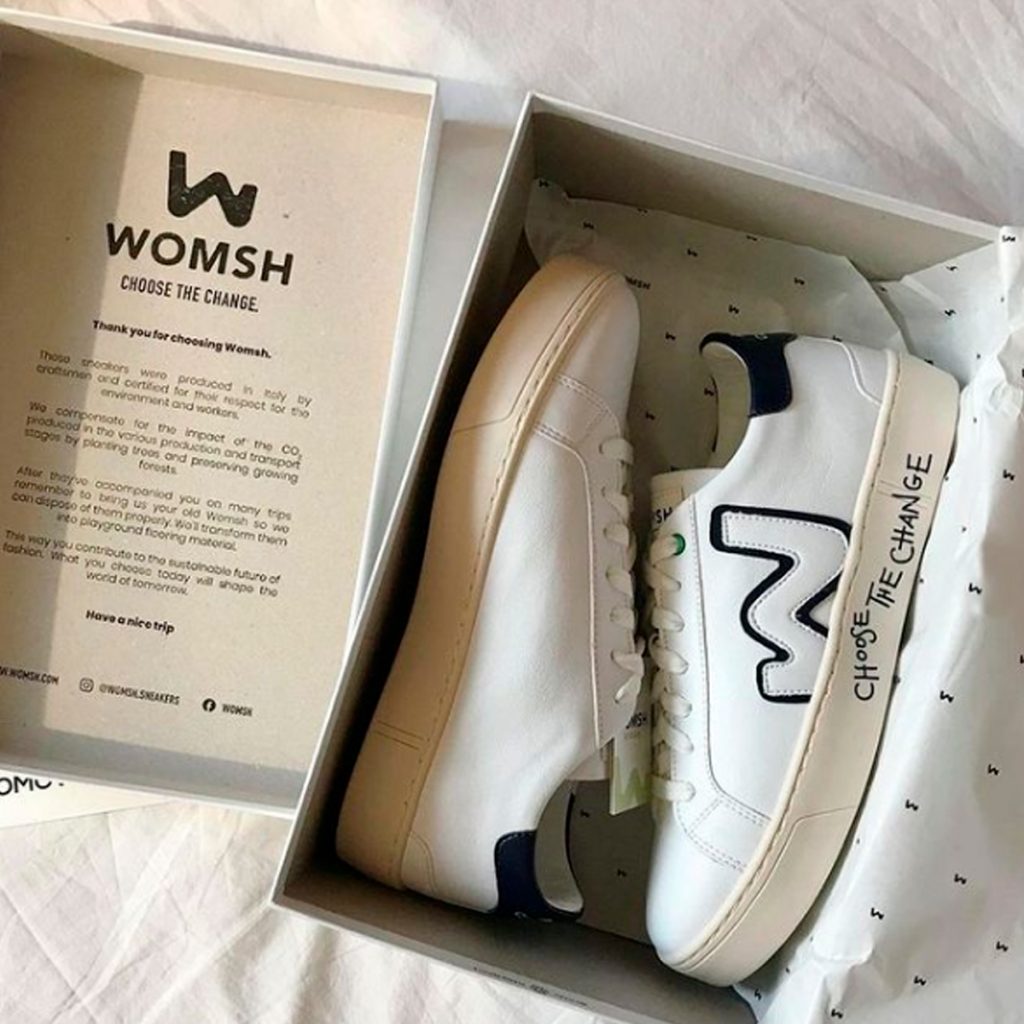 WOMSH
CHOOSE THE CHANGE.
Thank you for choosing Womsh.
These sneakers were produced in Italy by
craftsmen and certified for their respect for the
environment and workers.
We compensate for the impact of the CO₂
produced in the various production and transport
stages by planting trees and preserving growing
forests.
After they've accompanied you on many trips
remember to bring us your old Womsh so we
can dispose of them properly. We'll transform them
into playground flooring material.
This way you contribute to the sustainable future of
fashion. What you choose today will shape the
world of tomorrow.
Have a nice trip
W.WOMSH.COM
@WOMSH.SNEAKERS
WOMSH
CHOOSE THE CHANGE